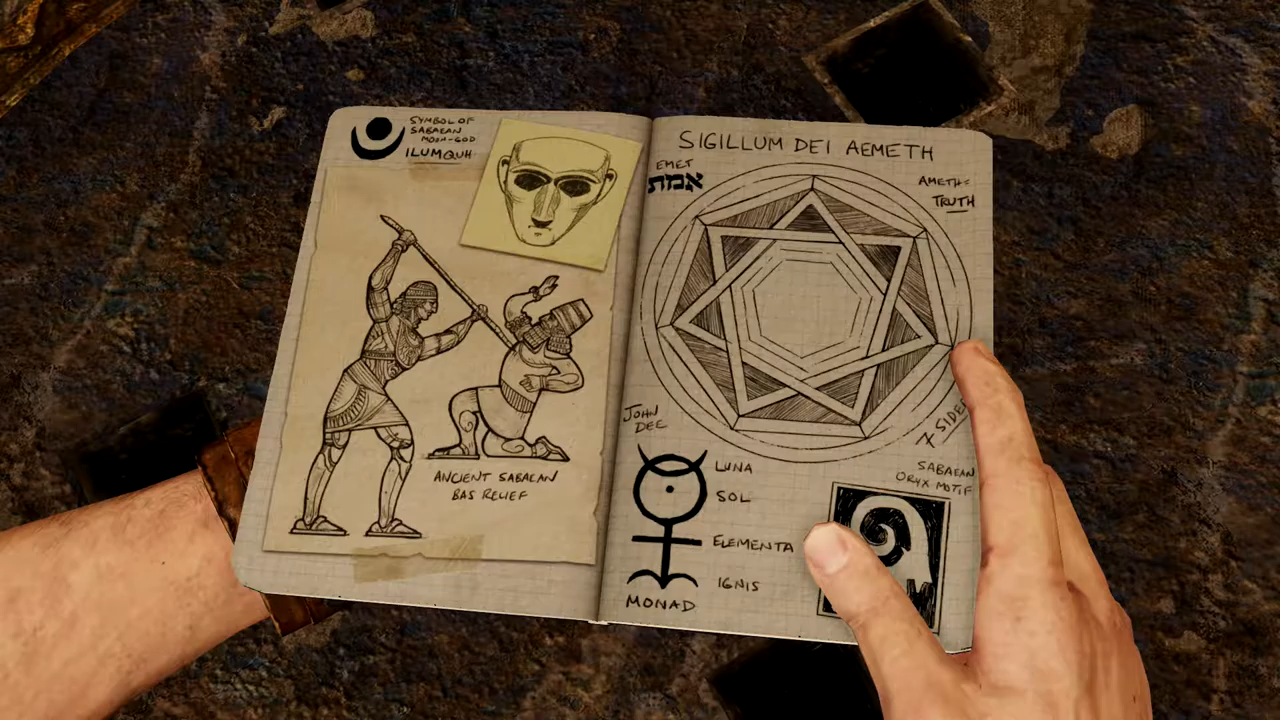 SYMBOL OF
SABAEAN
MOON-GOD
ILUMQUH
ANCIENT SABAEAN
BAS RELIEF
SIGILLUM DEI AEMETH
EMET
אמת
AMETH=
TRUTH
7 SIDE
JOHN
DEE
LUNA
SOL
ELEMENTA
IGNIS
MONAD
SABAEAN
ORYX MOTIF